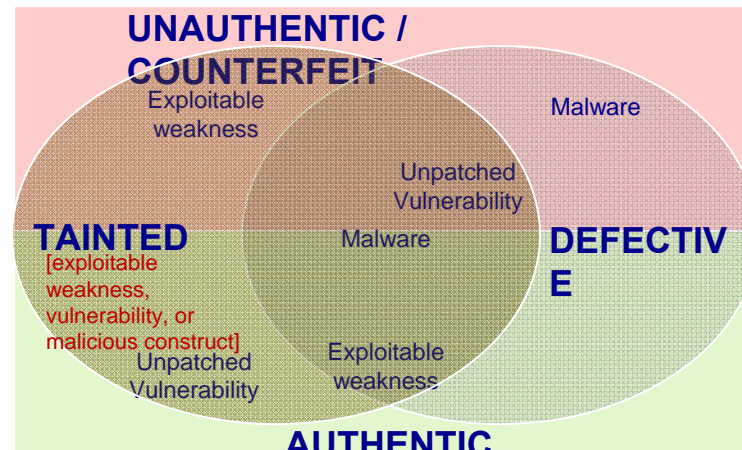 UNAUTHENTIC /
COUNTERFEIT
Exploitable
weakness
Malware
Unpatched
Vulnerability
TAINTED
[exploitable
weakness,
vulnerability, or
malicious construct]
Malware
DEFECTIV
E
Unpatched
Vulnerability
Exploitable
weakness
AUTHENTIC